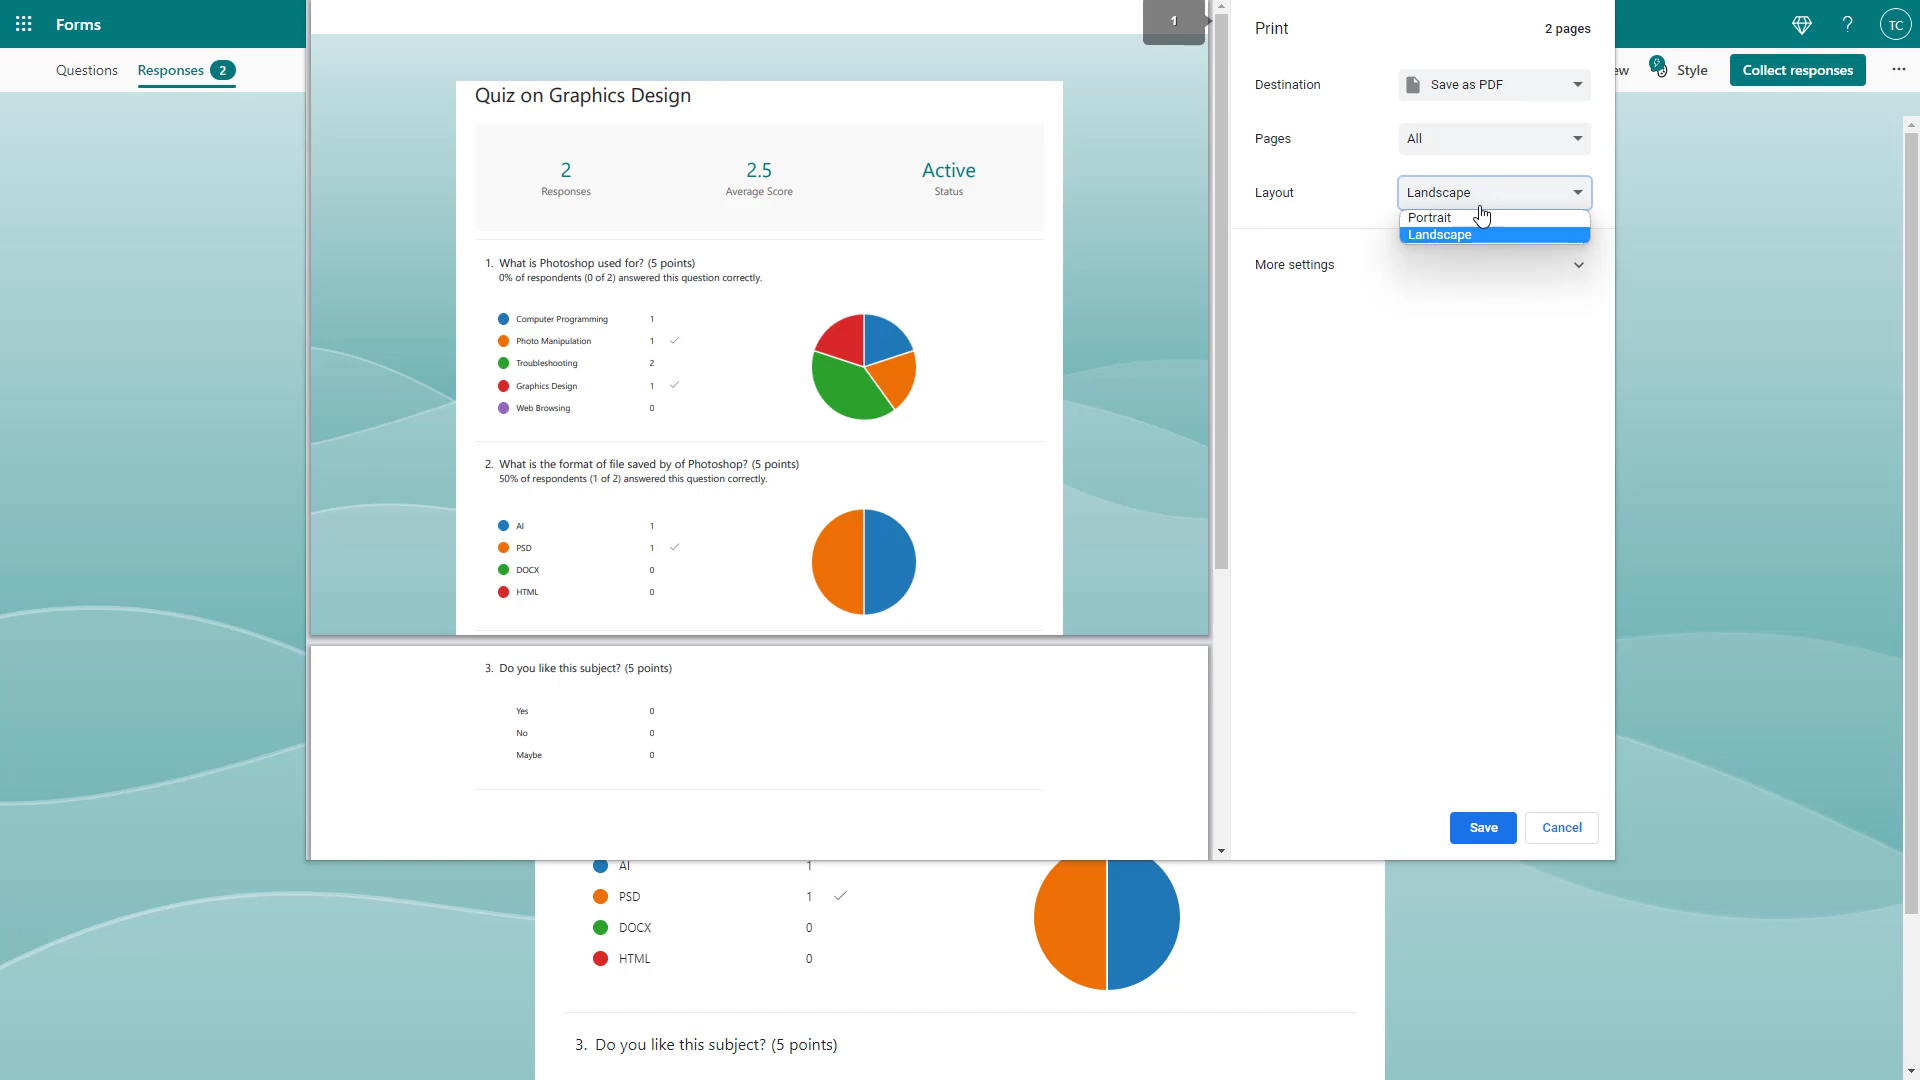 Forms
TC
Questions
Responses 2
ew
Style
Collect responses
1
Quiz on Graphics Design
2
Responses
2.5
Average Score
Active
Status
1. What is Photoshop used for? (5 points)
0% of respondents (0 of 2) answered this question correctly.
Computer Programming 1
Photo Manipulation 1
Troubleshooting 2
Graphics Design 1
Web Browsing 0
2. What is the format of file saved by of Photoshop? (5 points)
50% of respondents (1 of 2) answered this question correctly.
AI 1
PSD 1
DOCX 0
HTML 0
3. Do you like this subject? (5 points)
Yes 0
No 0
Maybe 0
Print 2 pages
Destination Save as PDF
Pages All
Layout Landscape
Portrait
Landscape
More settings
Save Cancel
AI 1
PSD 1
DOCX 0
HTML 0
3. Do you like this subject? (5 points)